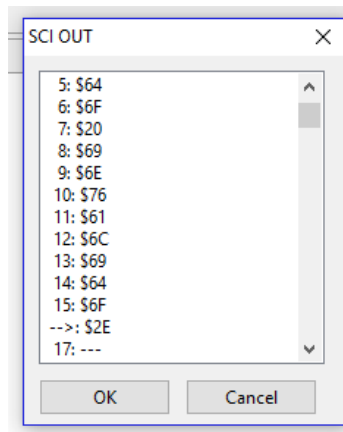 SCI OUT
5: $64
6: $6F
7: $20
8: $69
9: $6E
10: $76
11: $61
12: $6C
13: $69
14: $64
15: $6F
-->: $2E
17: ---
OK
Cancel